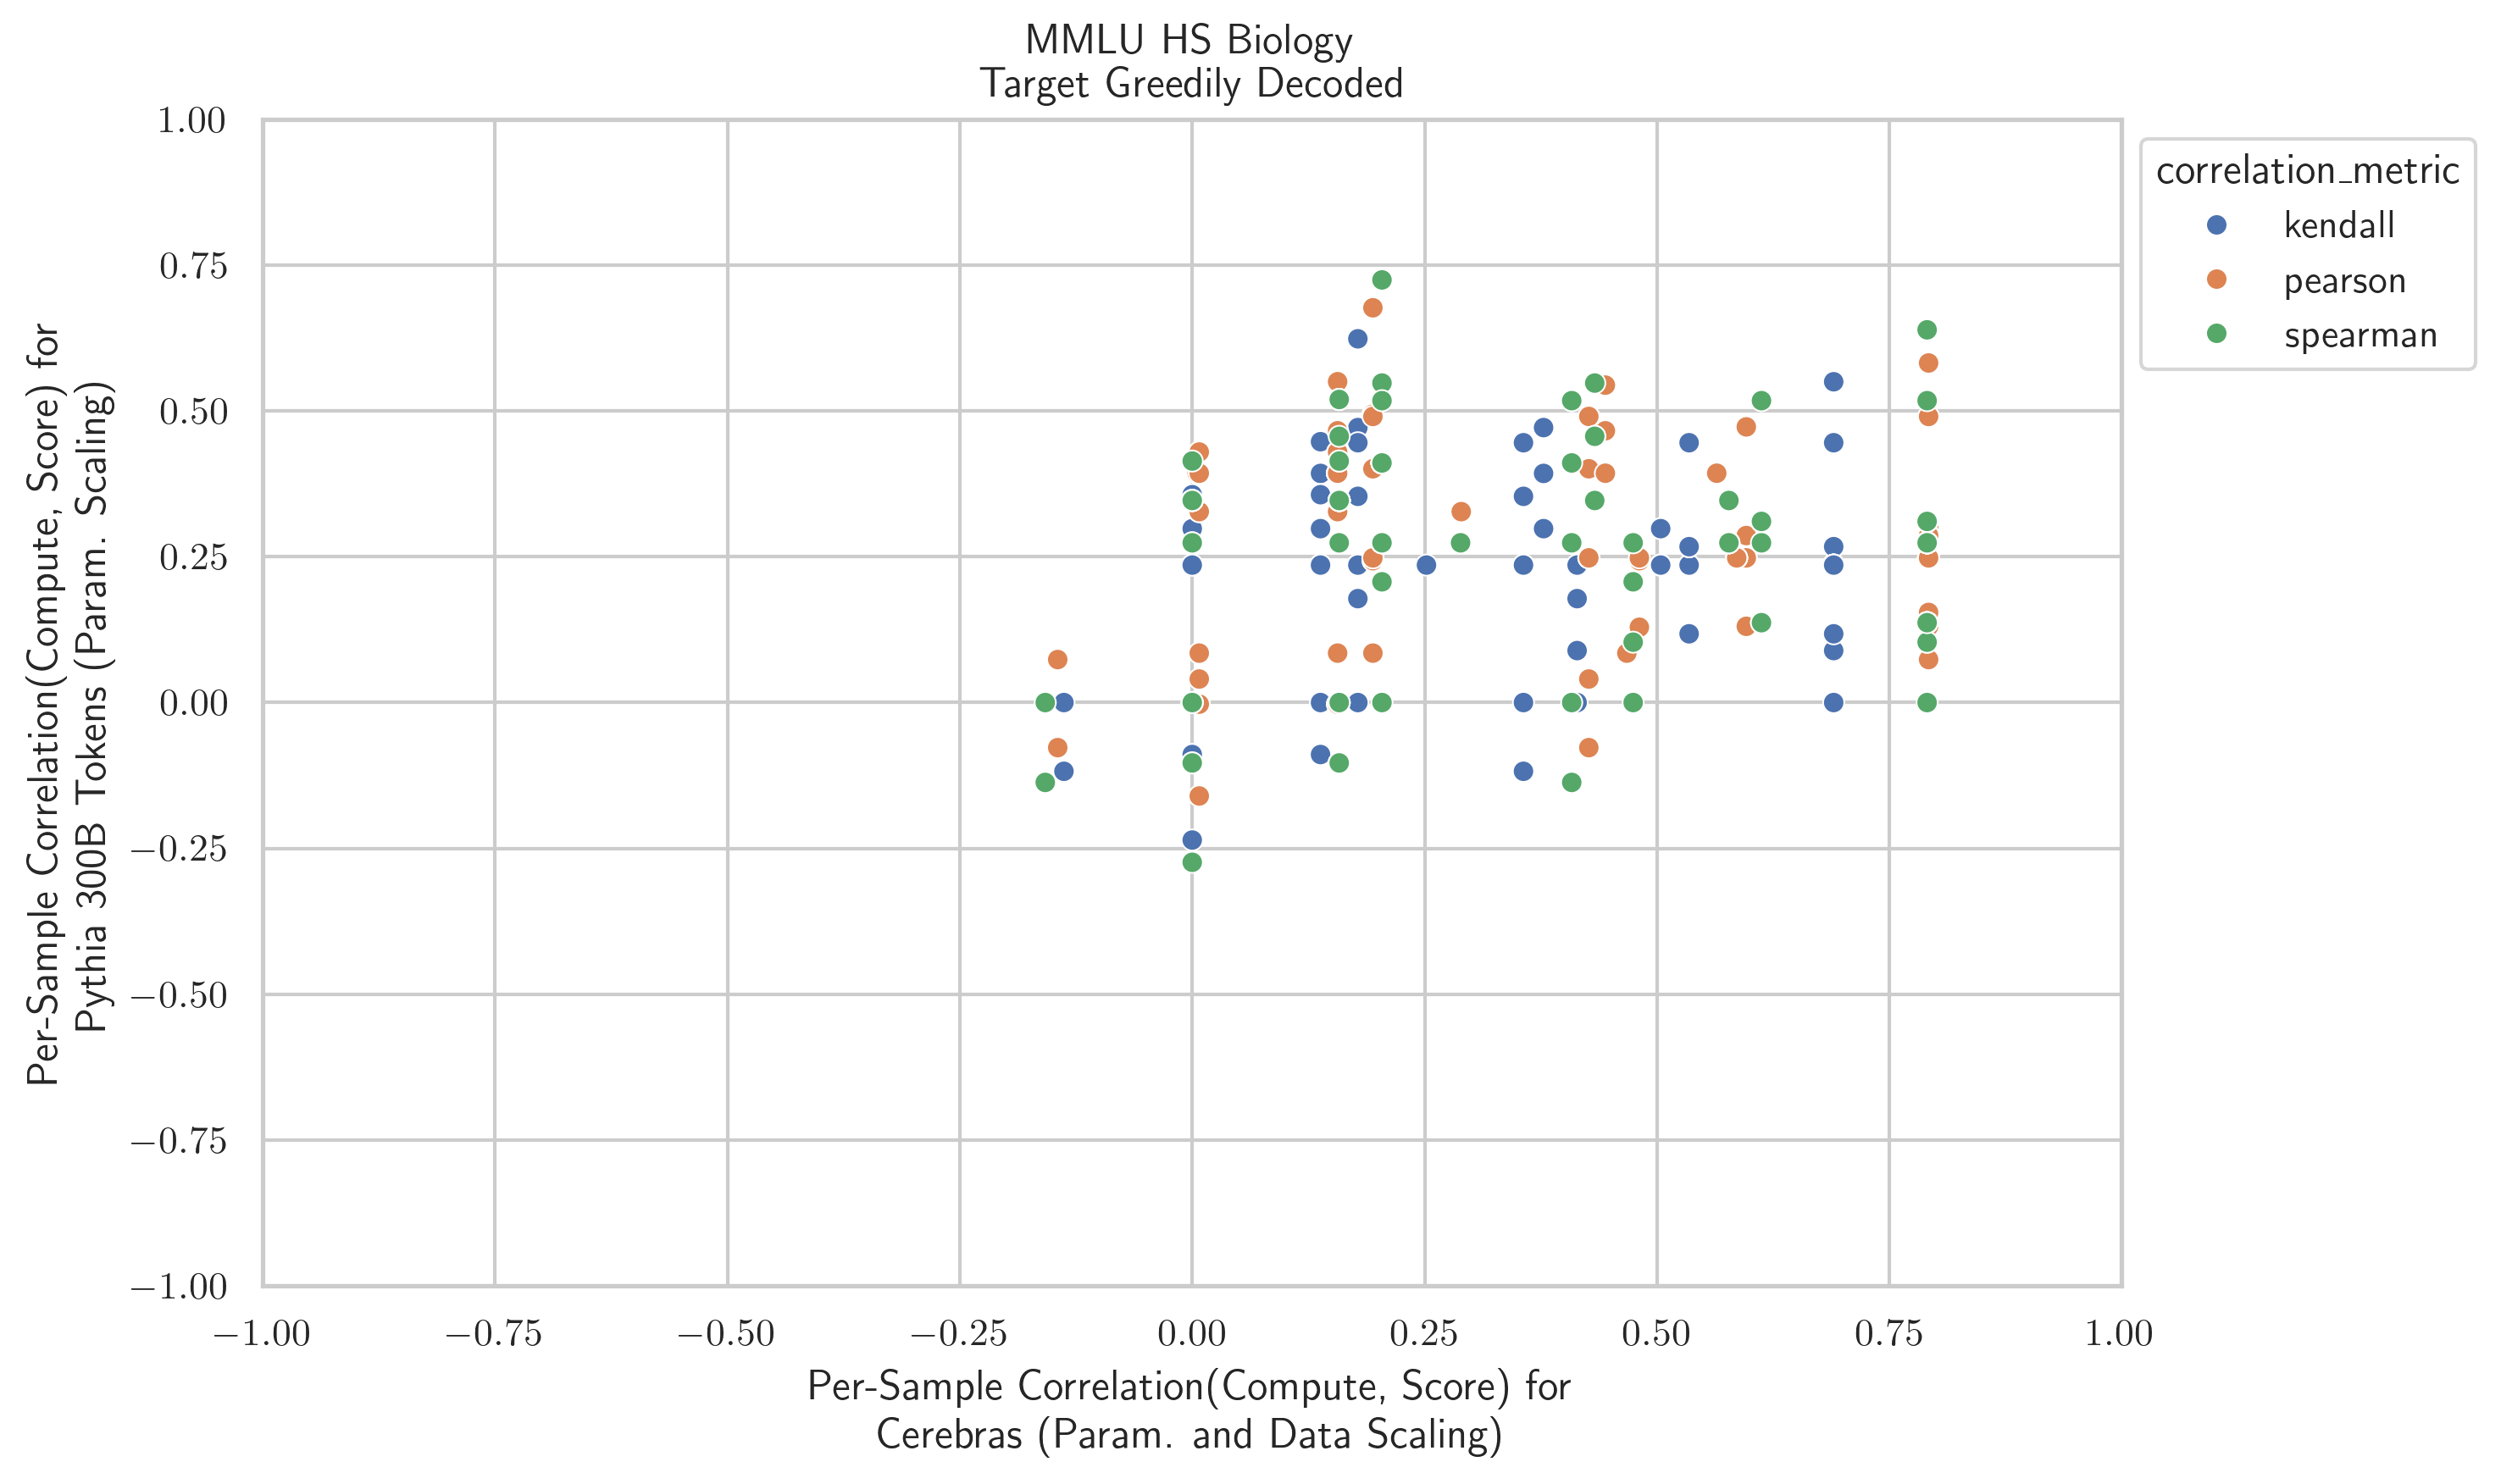 MMLU HS Biology
Target Greedily Decoded
1.00
0.75
0.50
0.25
0.00
−0.25
−0.50
−0.75
−1.00
Per-Sample Correlation(Compute, Score) for
Pythia 300B Tokens (Param. Scaling)
−1.00 −0.75 −0.50 −0.25 0.00 0.25 0.50 0.75 1.00
Per-Sample Correlation(Compute, Score) for
Cerebras (Param. and Data Scaling)
correlation_metric
kendall
pearson
spearman